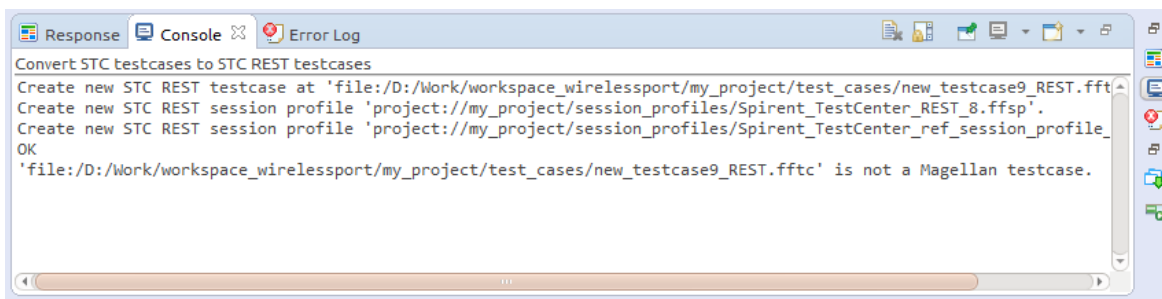 Response Console Error Log
Convert STC testcases to STC REST testcases
Create new STC REST testcase at 'file:/D:/Work/workspace_wirelessport/my_project/test_cases/new_testcase9_REST.fft
Create new STC REST session profile 'project://my_project/session_profiles/Spirent_TestCenter_REST_8.ffsp'.
Create new STC REST session profile 'project://my_project/session_profiles/Spirent_TestCenter_ref_session_profile_
OK
'file:/D:/Work/workspace_wirelessport/my_project/test_cases/new_testcase9_REST.fftc' is not a Magellan testcase.